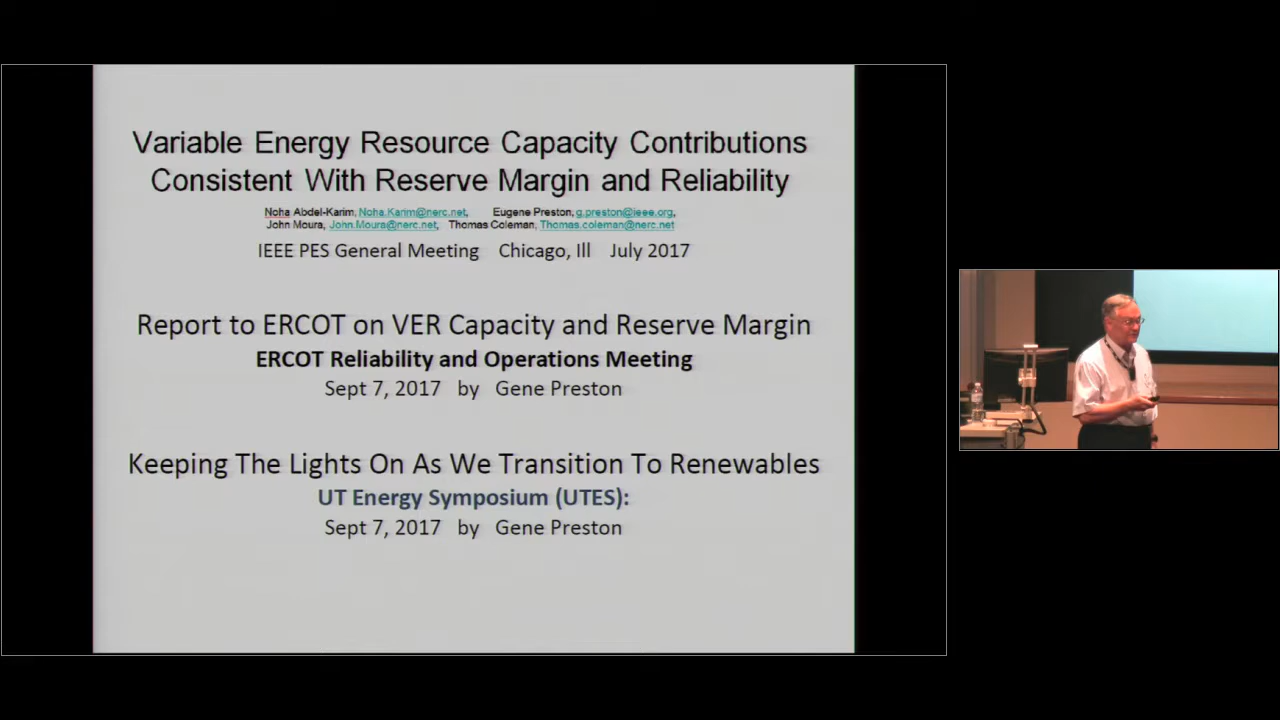 Variable Energy Resource Capacity Contributions
Consistent With Reserve Margin and Reliability
Noha Abdel-Karim, Noha.Karim@nerc.net, Eugene Preston, g.preston@ieee.org,
John Moura, John.Moura@nerc.net, Thomas Coleman, Thomas.coleman@nerc.net
IEEE PES General Meeting Chicago, Ill July 2017
Report to ERCOT on VER Capacity and Reserve Margin
ERCOT Reliability and Operations Meeting
Sept 7, 2017 by Gene Preston
Keeping The Lights On As We Transition To Renewables
UT Energy Symposium (UTES):
Sept 7, 2017 by Gene Preston